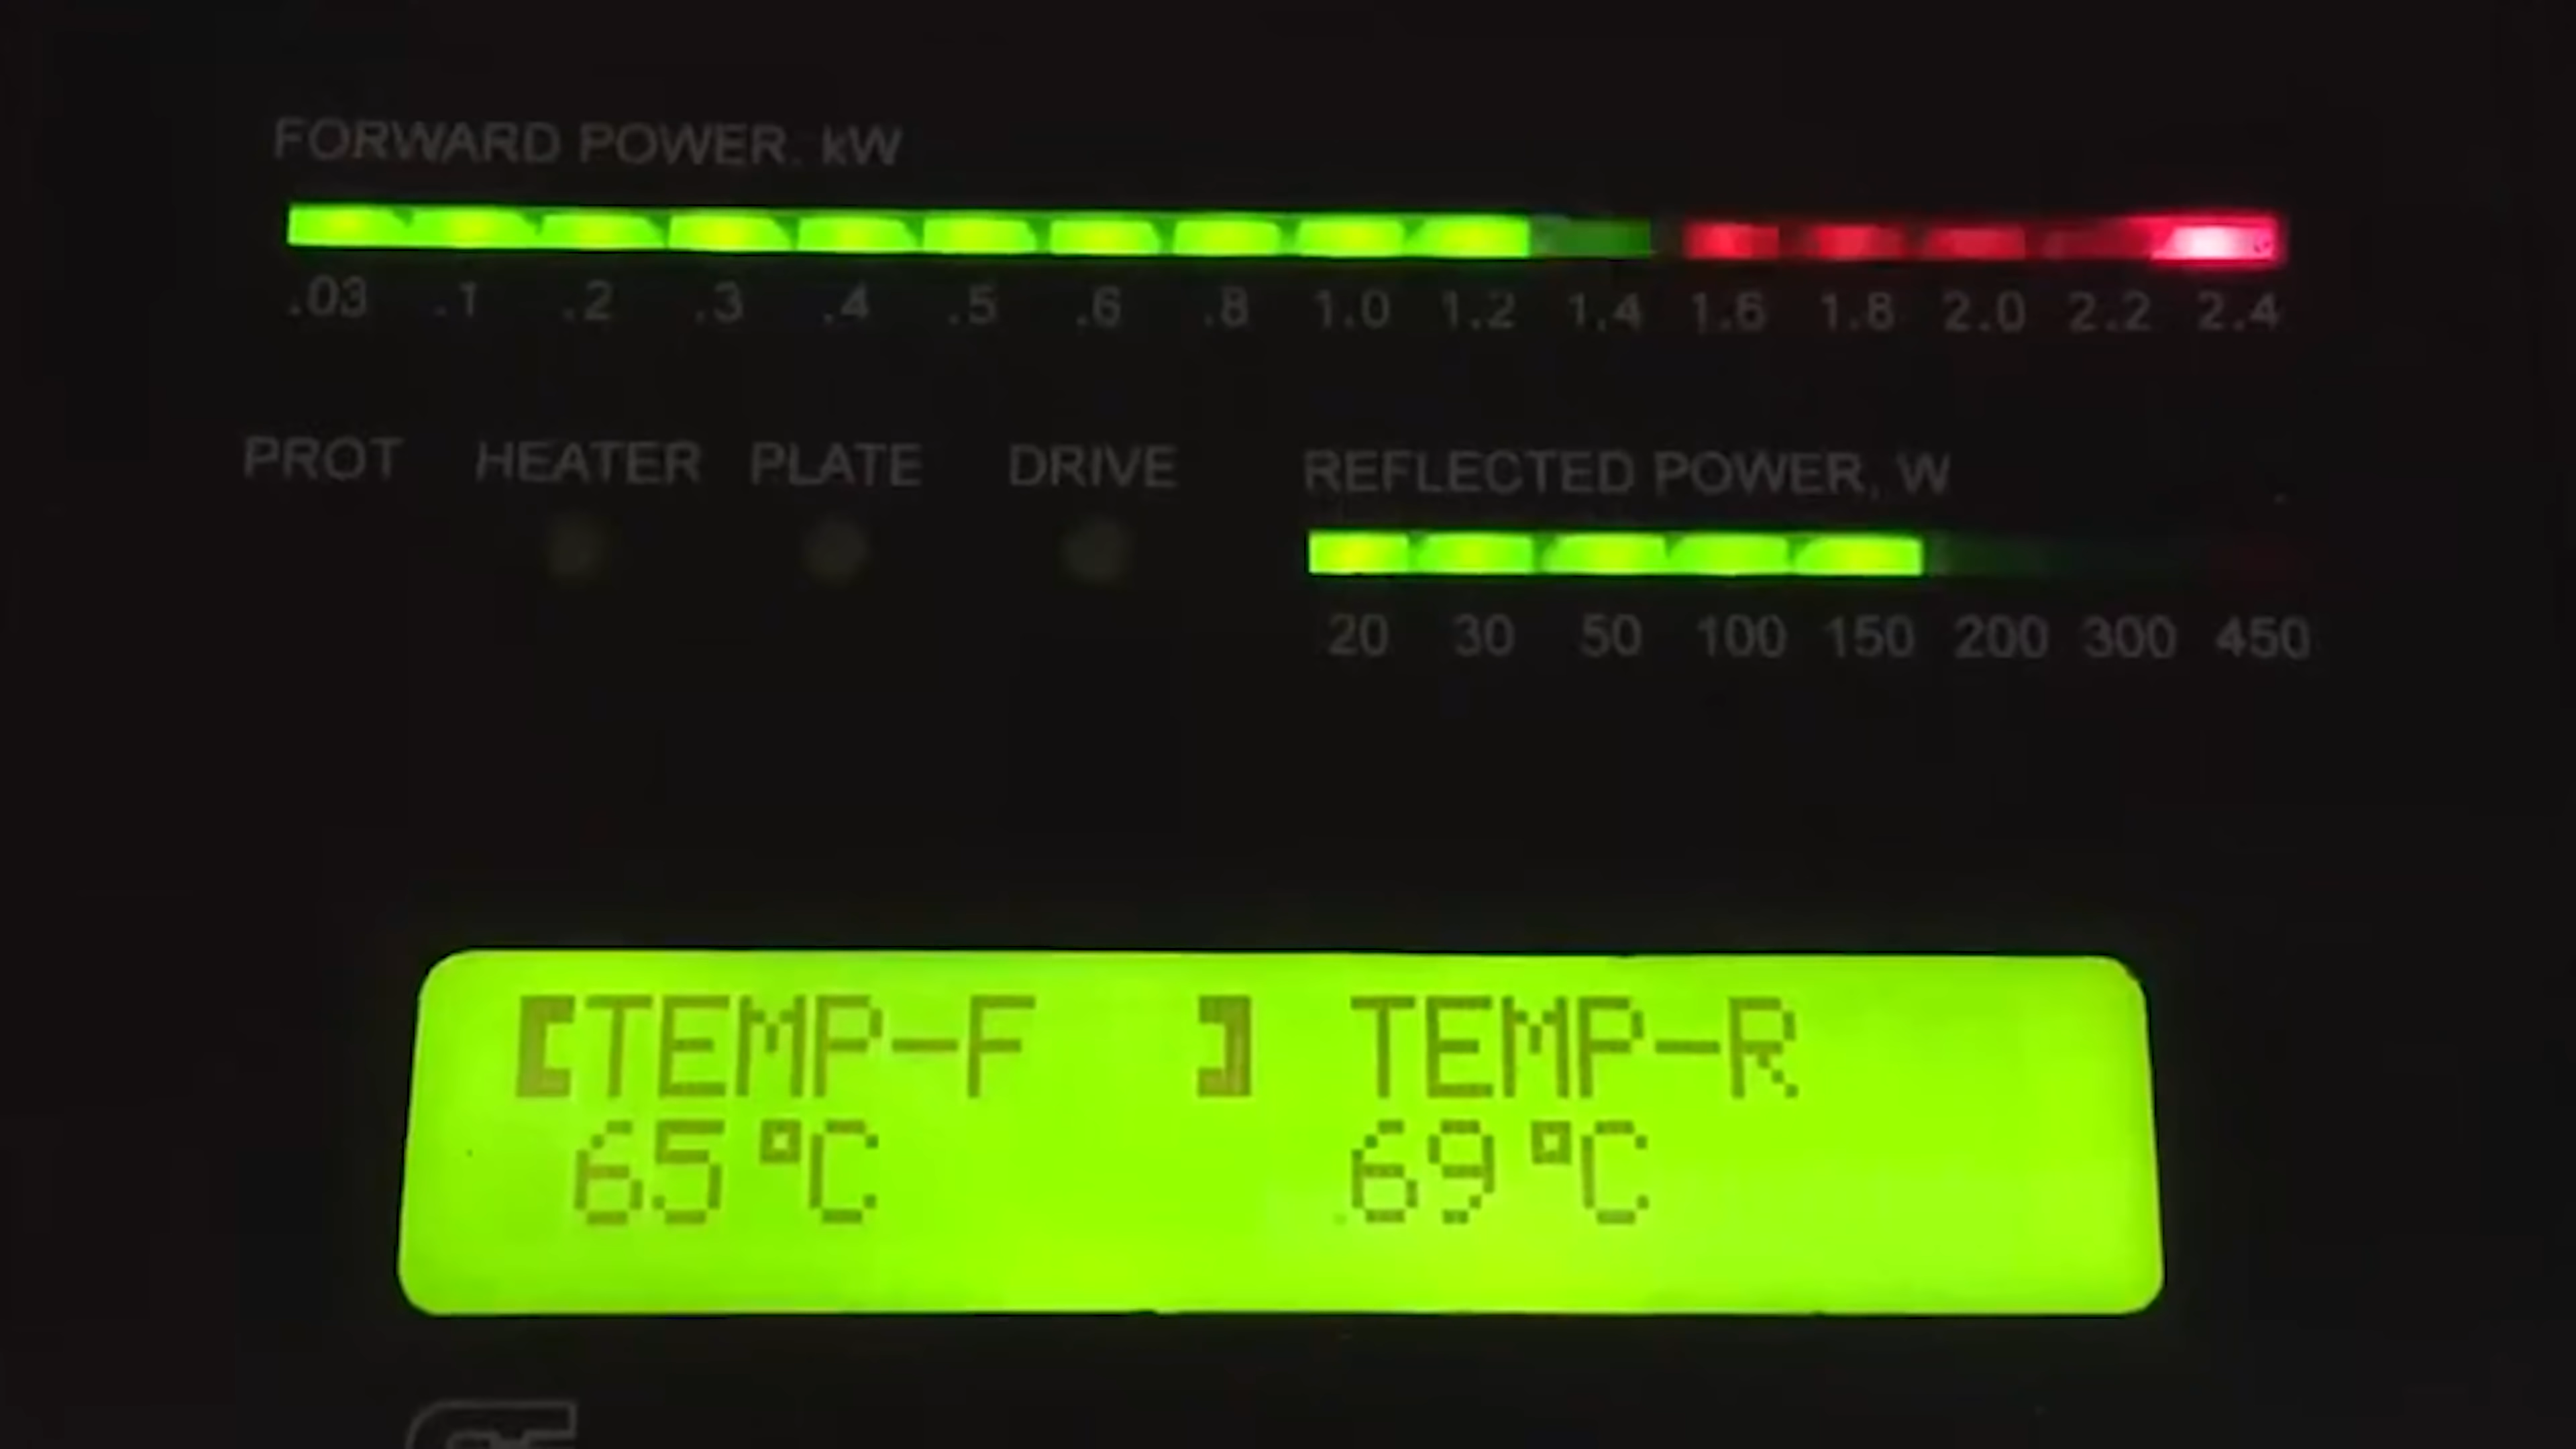 FORWARD POWER, kW
.03 .1 .2 .3 .4 .5 .6 .8 1.0 1.2 1.4 1.6 1.8 2.0 2.2 2.4
PROT HEATER PLATE DRIVE REFLECTED POWER, W
20 30 50 100 150 200 300 450
[TEMP-F ] TEMP-R
65°C 69°C